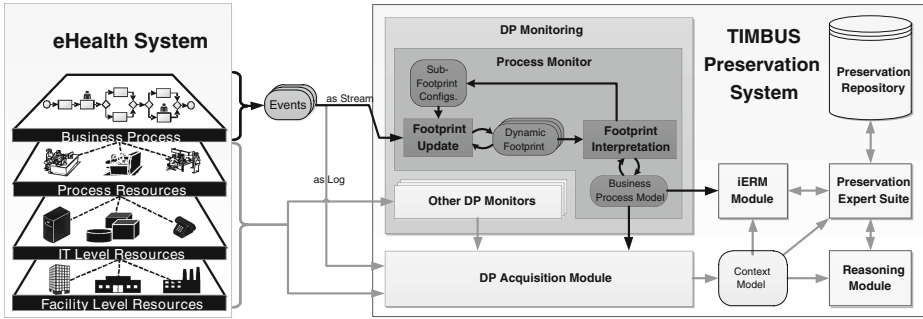 eHealth System
Business Process
Process Resources
IT Level Resources
Facility Level Resources
Events
as Stream
as Log
DP Monitoring
Process Monitor
Sub-
Footprint
Configs.
Footprint
Update
Dynamic
Footprint
Footprint
Interpretation
Business
Process Model
Other DP Monitors
DP Acquisition Module
TIMBUS
Preservation
System
Preservation
Repository
iERM
Module
Preservation
Expert Suite
Context
Model
Reasoning
Module